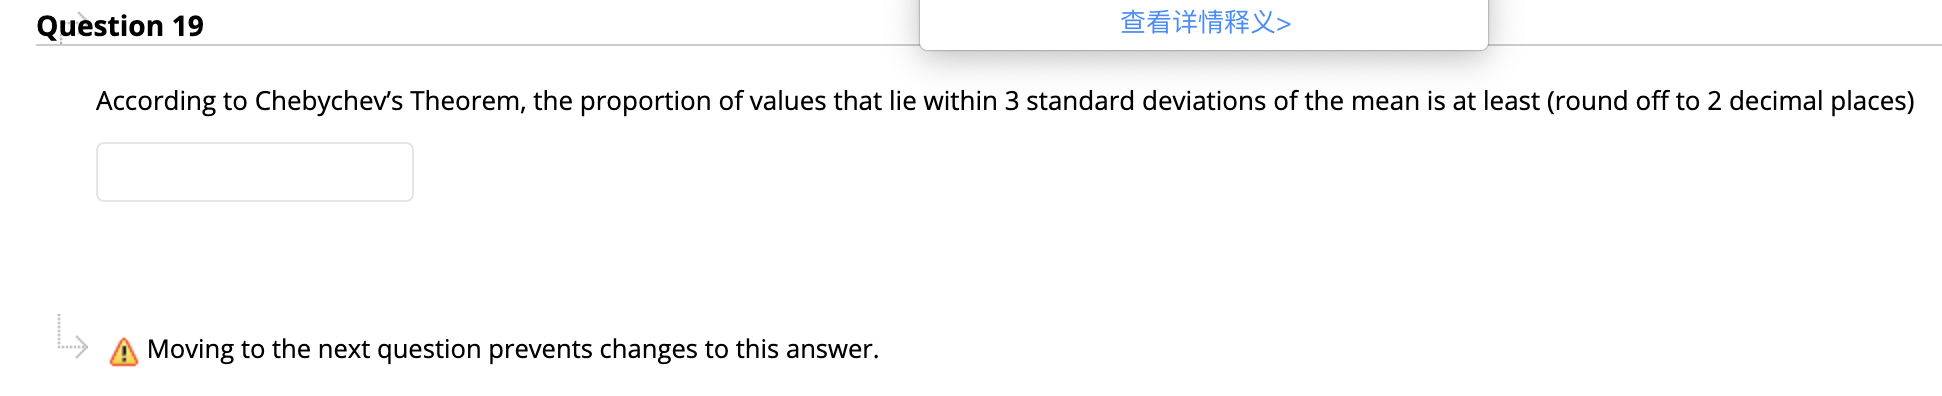 Question 19
查看详情释义>
According to Chebychev’s Theorem, the proportion of values that lie within 3 standard deviations of the mean is at least (round off to 2 decimal places)
Moving to the next question prevents changes to this answer.